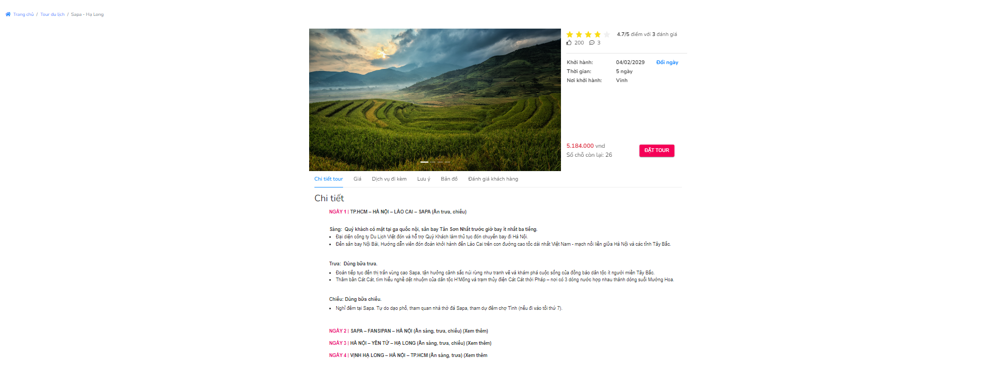 Trang chủ / Tour du lịch / Sapa - Hạ Long
4.7/5 điểm với 3 đánh giá
200 3
Khởi hành: 04/02/2029 Đổi ngày
Thời gian: 5 ngày
Nơi khởi hành: Vinh
5.184.000 vnd
Số chỗ còn lại: 26
ĐẶT TOUR
Chi tiết tour Giá Dịch vụ đi kèm Lưu ý Bản đồ Đánh giá khách hàng
Chi tiết
NGÀY 1 | TP.HCM – HÀ NỘI – LÀO CAI – SAPA (Ăn trưa, chiều)
Sáng: Quý khách có mặt tại ga quốc nội, sân bay Tân Sơn Nhất trước giờ bay ít nhất ba tiếng.
• Đại diện công ty Du Lịch Việt đón và hỗ trợ Quý Khách làm thủ tục đón chuyến bay đi Hà Nội.
• Đến sân bay Nội Bài, Hướng dẫn viên đón đoàn khởi hành đến Lào Cai trên con đường cao tốc dài nhất Việt Nam - mạch nối liền giữa Hà Nội và các tỉnh Tây Bắc.
Trưa: Dùng bữa trưa.
• Đoàn tiếp tục đến thị trấn vùng cao Sapa, tận hưởng cảnh sắc núi rừng như tranh vẽ và khám phá cuộc sống của đồng bào dân tộc ít người miền Tây Bắc.
• Thăm bản Cát Cát, tìm hiểu nghề dệt nhuộm của dân tộc H'Mông và trạm thủy điện Cát Cát thời Pháp – nơi có 3 dòng nước hợp nhau thành dòng suối Mường Hoa.
Chiều: Dùng bữa chiều.
• Nghỉ đêm tại Sapa. Tự do dạo phố, tham quan nhà thờ đá Sapa, tham dự đêm chợ Tình (nếu đi vào tối thứ 7).
NGÀY 2 | SAPA – FANSIPAN – HÀ NỘI (Ăn sáng, trưa, chiều) (Xem thêm)
NGÀY 3 | HÀ NỘI – YÊN TỬ – HẠ LONG (Ăn sáng, trưa, chiều) (Xem thêm)
NGÀY 4 | VỊNH HẠ LONG – HÀ NỘI – TP.HCM (Ăn sáng, trưa) (Xem thêm